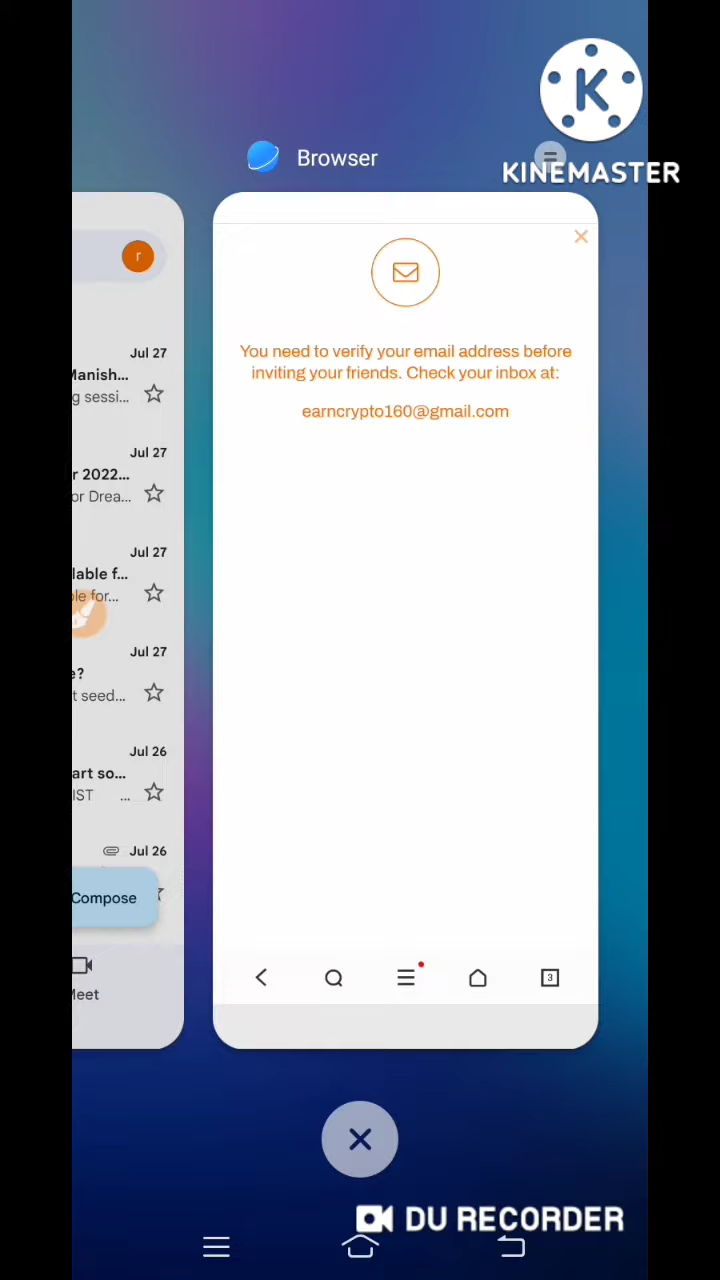 K
KINEMASTER
Browser
r
Jul 27
Manish...
g sessi...
Jul 27
r 2022...
or Drea...
Jul 27
lable f...
ble for...
Jul 27
e?
t seed...
Jul 26
art so...
IST ...
Jul 26
Compose
Meet
You need to verify your email address before
inviting your friends. Check your inbox at:
earncrypto160@gmail.com
3
DU RECORDER